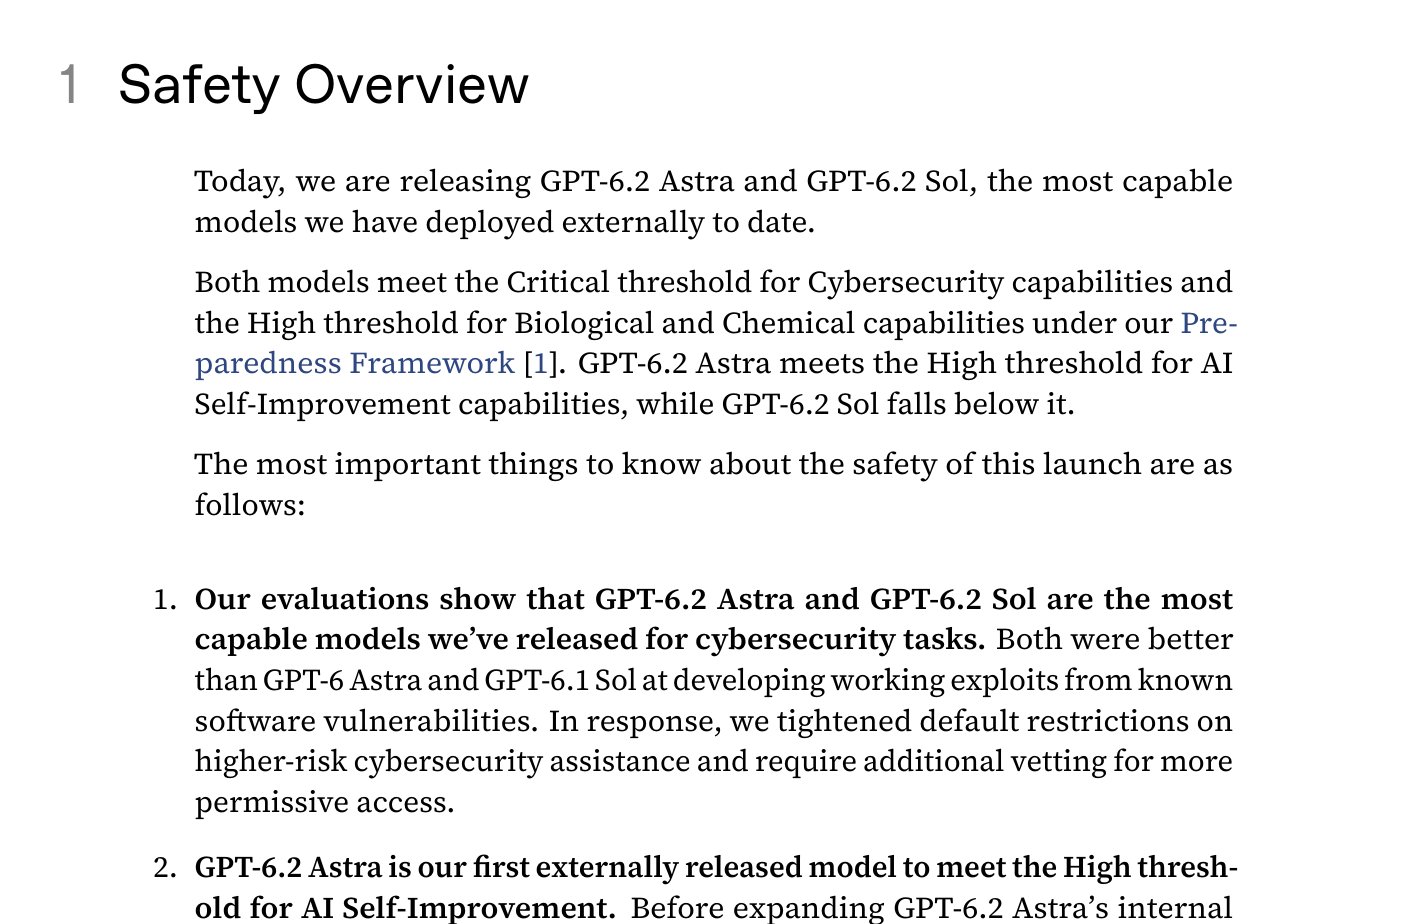 1 Safety Overview
Today, we are releasing GPT-6.2 Astra and GPT-6.2 Sol, the most capable
models we have deployed externally to date.
Both models meet the Critical threshold for Cybersecurity capabilities and
the High threshold for Biological and Chemical capabilities under our Pre-
paredness Framework [1]. GPT-6.2 Astra meets the High threshold for AI
Self-Improvement capabilities, while GPT-6.2 Sol falls below it.
The most important things to know about the safety of this launch are as
follows:
1. Our evaluations show that GPT-6.2 Astra and GPT-6.2 Sol are the most
capable models we’ve released for cybersecurity tasks. Both were better
than GPT-6 Astra and GPT-6.1 Sol at developing working exploits from known
software vulnerabilities. In response, we tightened default restrictions on
higher-risk cybersecurity assistance and require additional vetting for more
permissive access.
2. GPT-6.2 Astra is our first externally released model to meet the High thresh-
old for AI Self-Improvement. Before expanding GPT-6.2 Astra’s internal